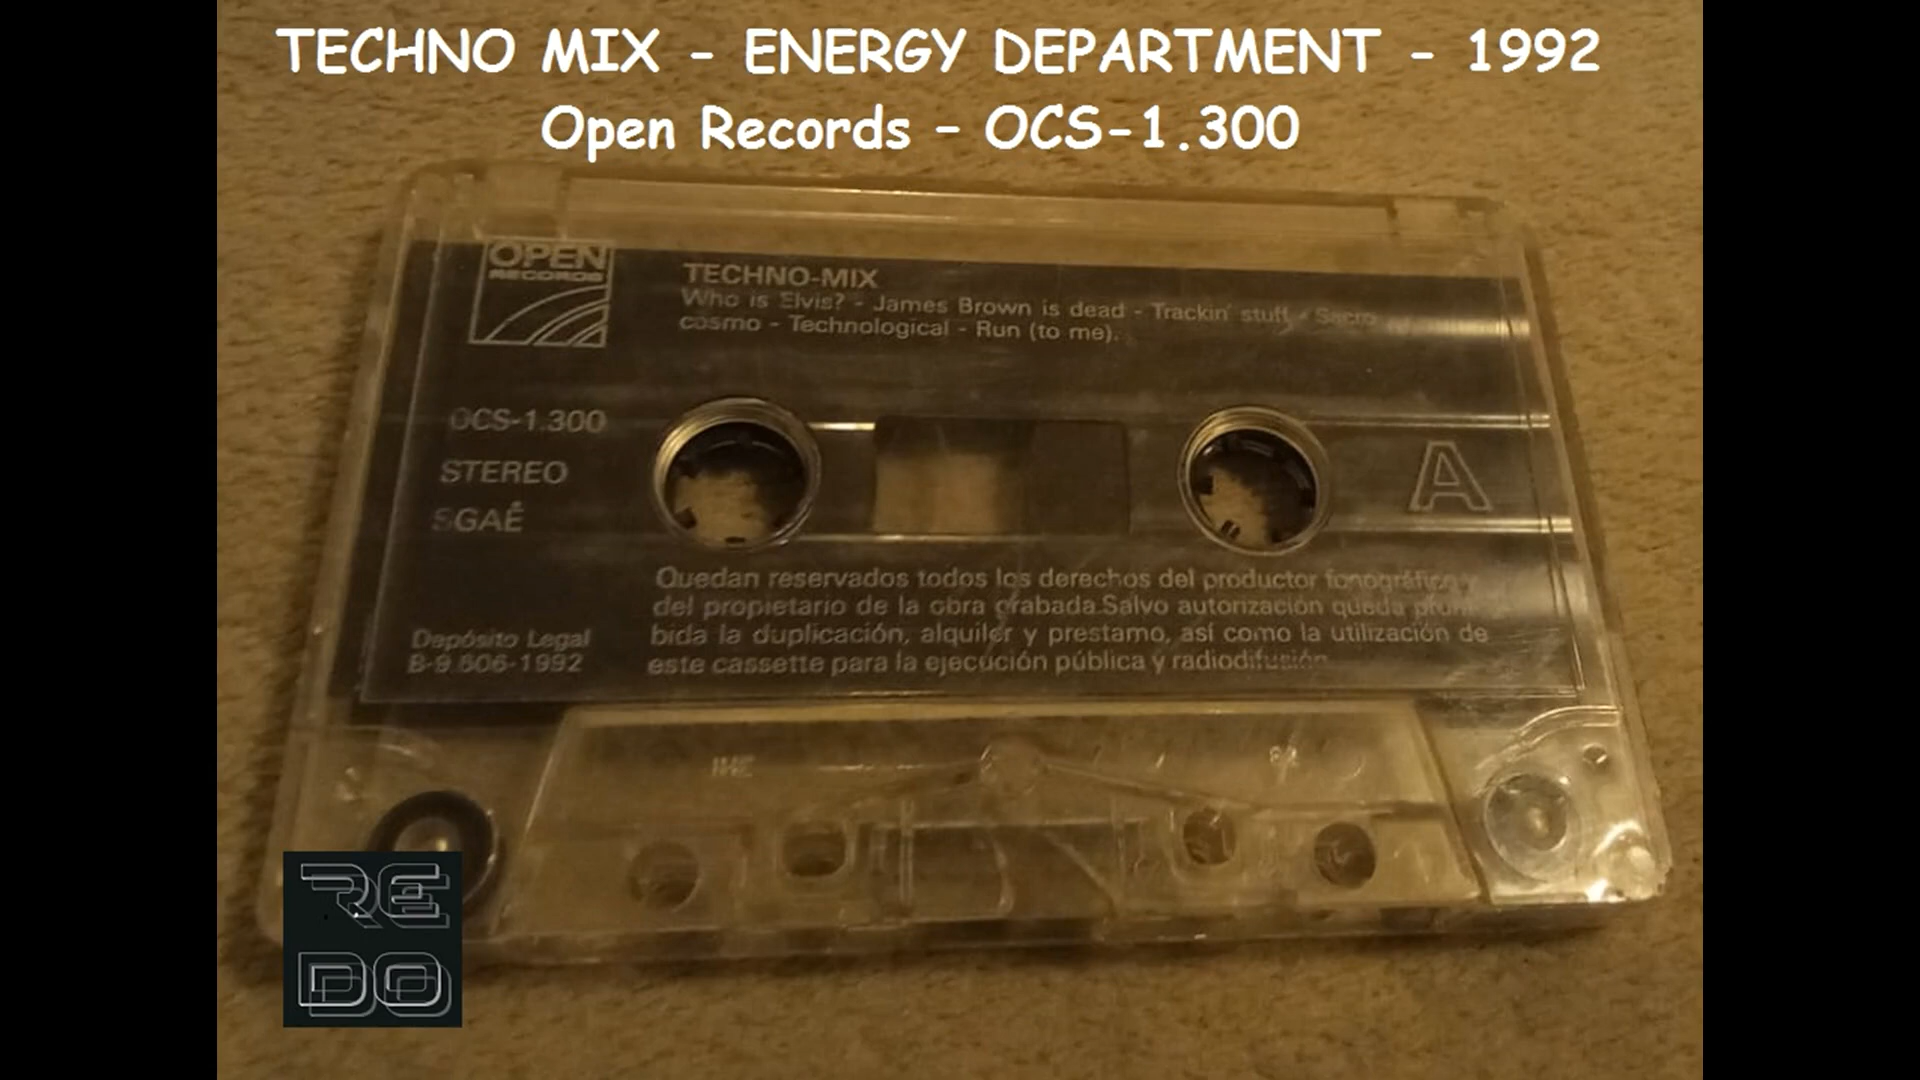 TECHNO MIX - ENERGY DEPARTMENT - 1992
Open Records - OCS-1.300
OPEN
RECORDS
TECHNO-MIX
Who is Elvis? - James Brown is dead - Trackin' stuff - Sacro
cosmo - Technological - Run (to me).
OCS-1.300
STEREO
SGAE
A
Quedan reservados todos los derechos del productor fonográfico y
del propietario de la obra grabada.Salvo autorización queda prohi-
bida la duplicación, alquiler y prestamo, así como la utilización de
este cassette para la ejecución pública y radiodifusión
Depósito Legal
B-9.606-1992
RE
DO